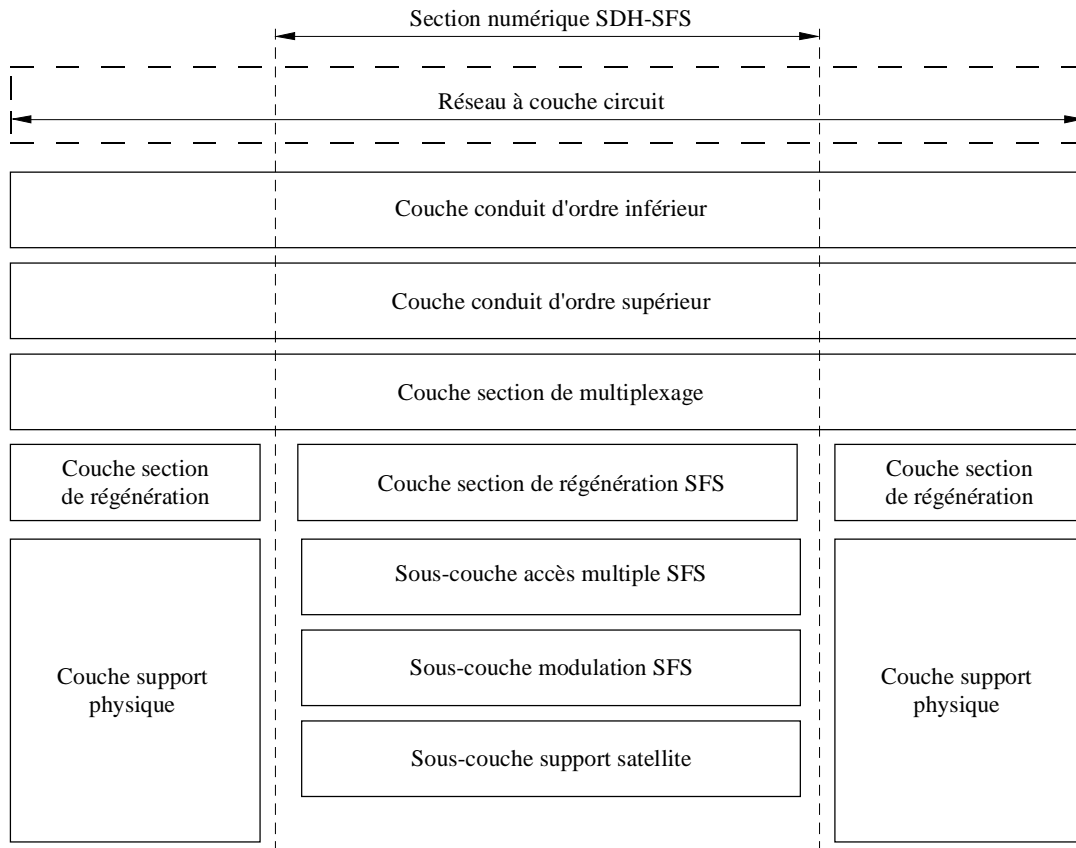 Section numérique SDH-SFS
Réseau à couche circuit
Couche conduit d'ordre inférieur
Couche conduit d'ordre supérieur
Couche section de multiplexage
Couche section
de régénération
Couche section de régénération SFS
Couche section
de régénération
Sous-couche accès multiple SFS
Couche support
physique
Sous-couche modulation SFS
Couche support
physique
Sous-couche support satellite